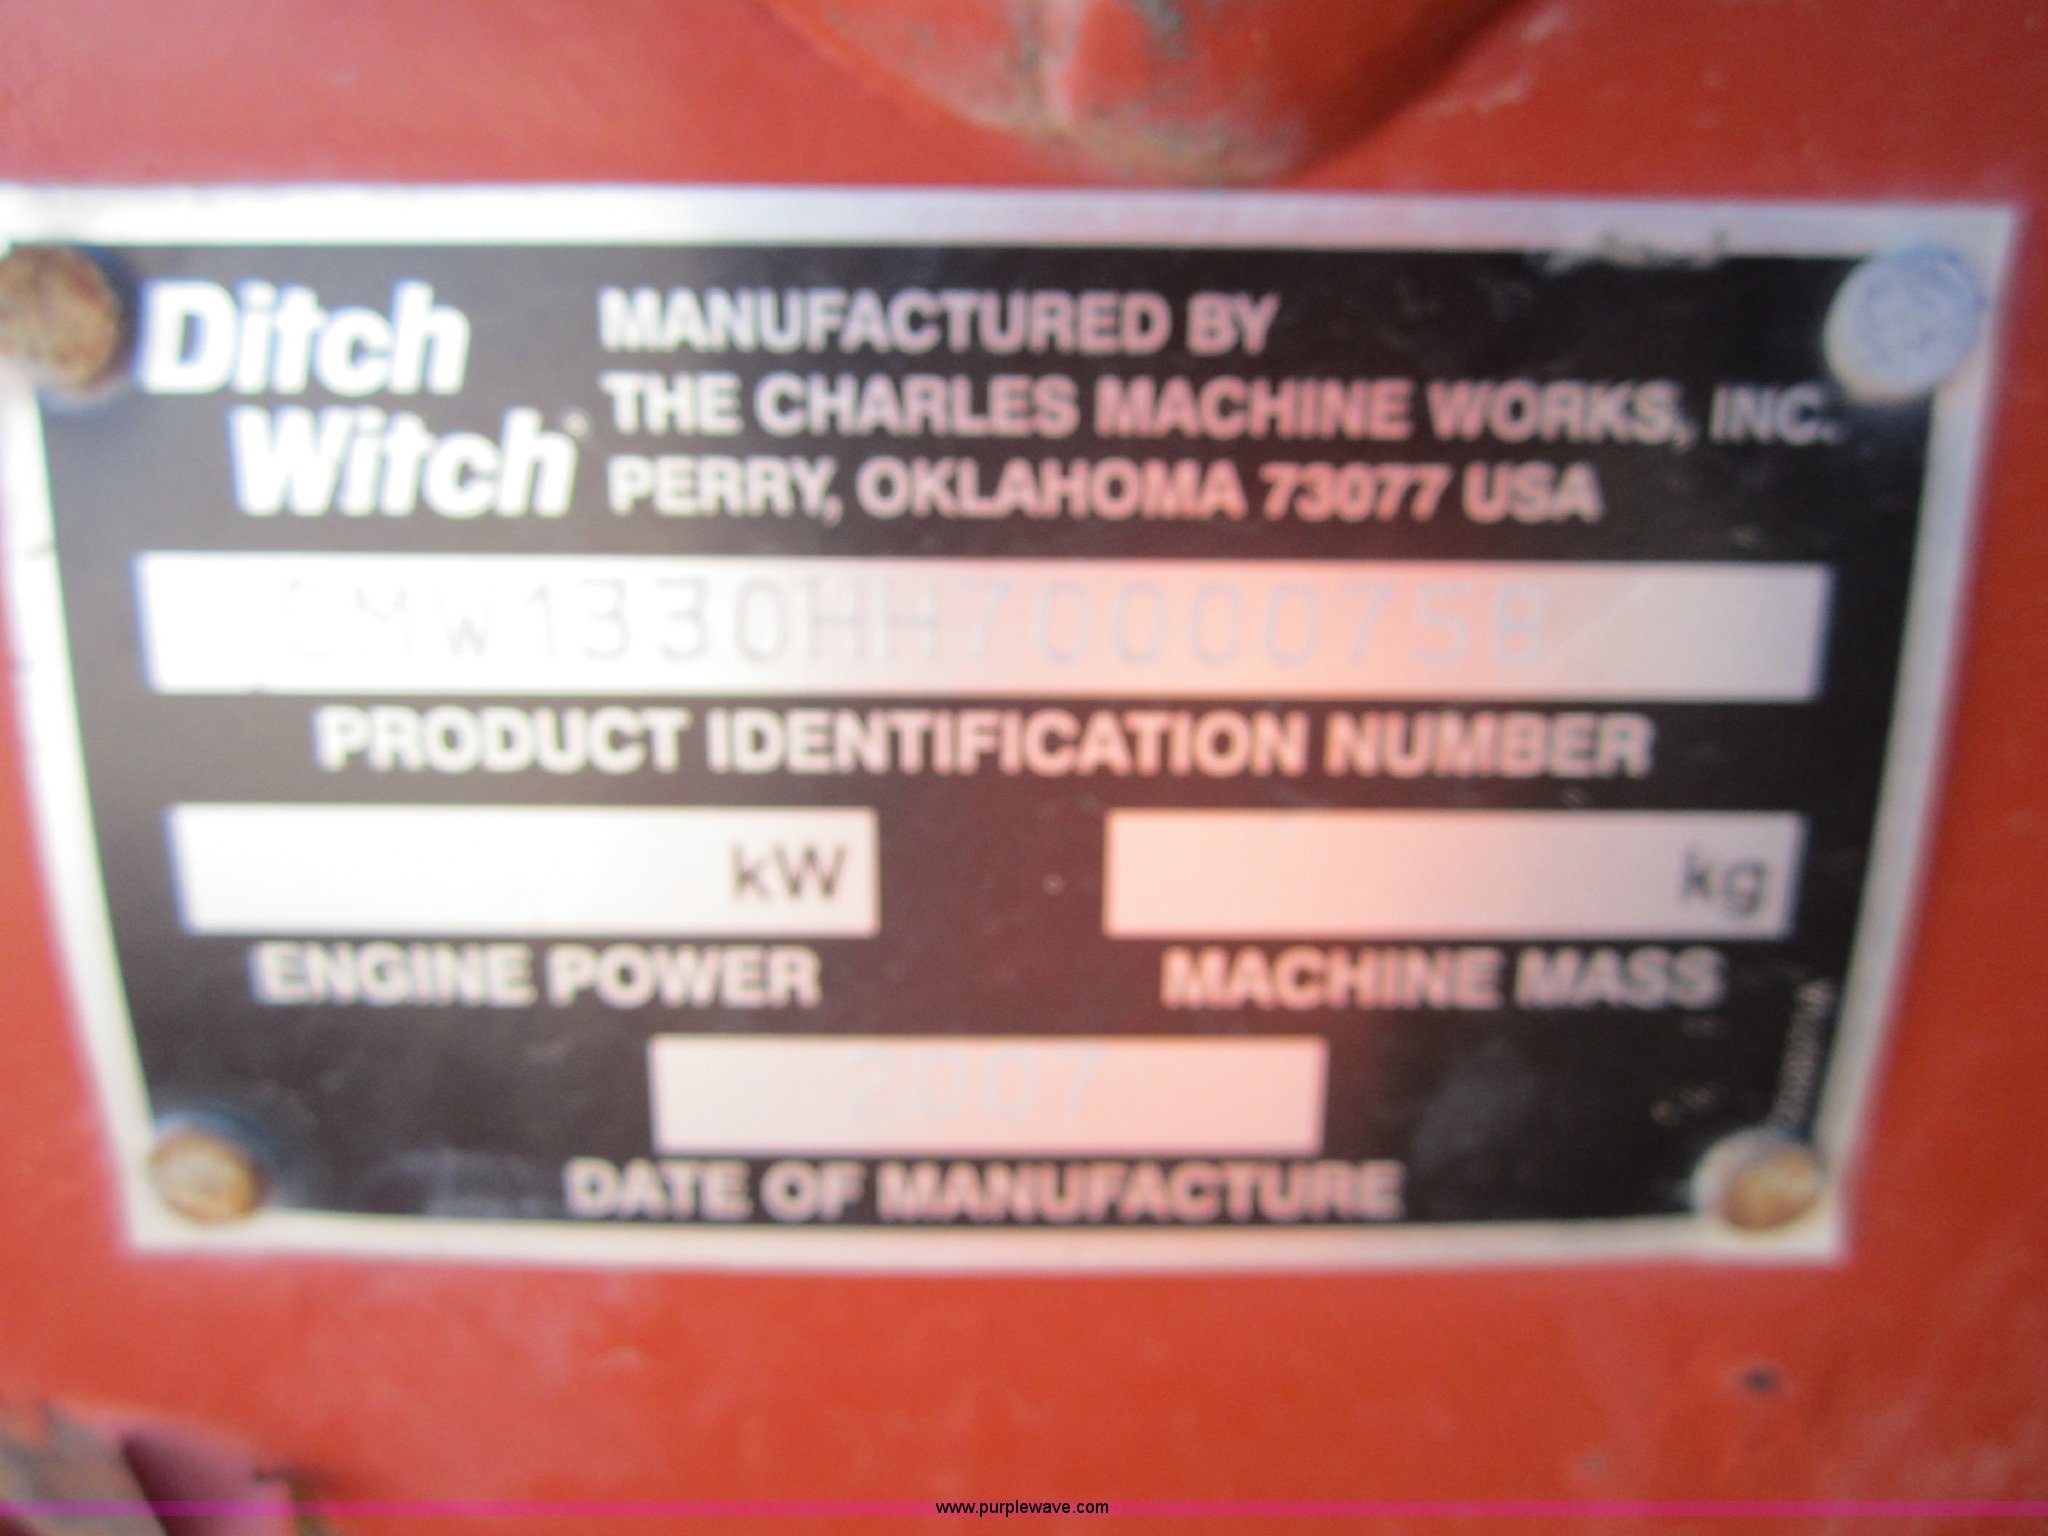 Ditch
Witch®
MANUFACTURED BY
THE CHARLES MACHINE WORKS, INC.
PERRY, OKLAHOMA 73077 USA
CMW1330HH70000758
PRODUCT IDENTIFICATION NUMBER
kW
kg
ENGINE POWER
MACHINE MASS
2007
DATE OF MANUFACTURE
www.purplewave.com